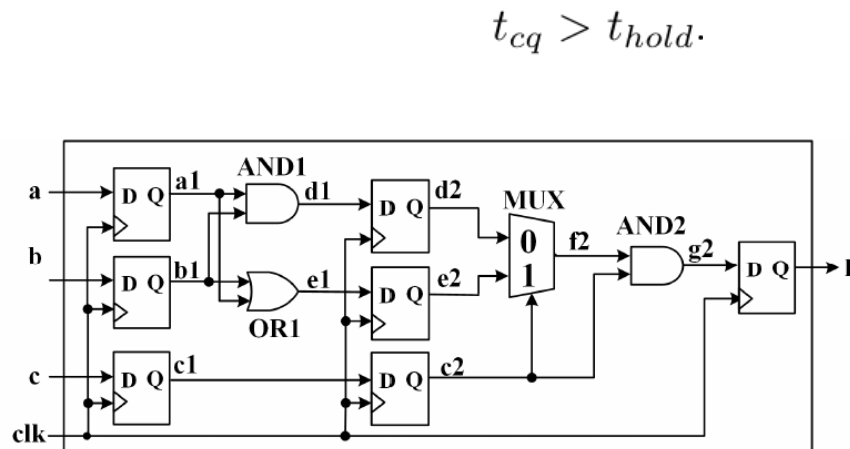 t_cq > t_hold.
AND1
a D Q a1 d1 D Q d2 MUX
0 f2 AND2
b D Q b1 e1 D Q e2 1 g2 D Q
OR1
c D Q c1 D Q c2
clk